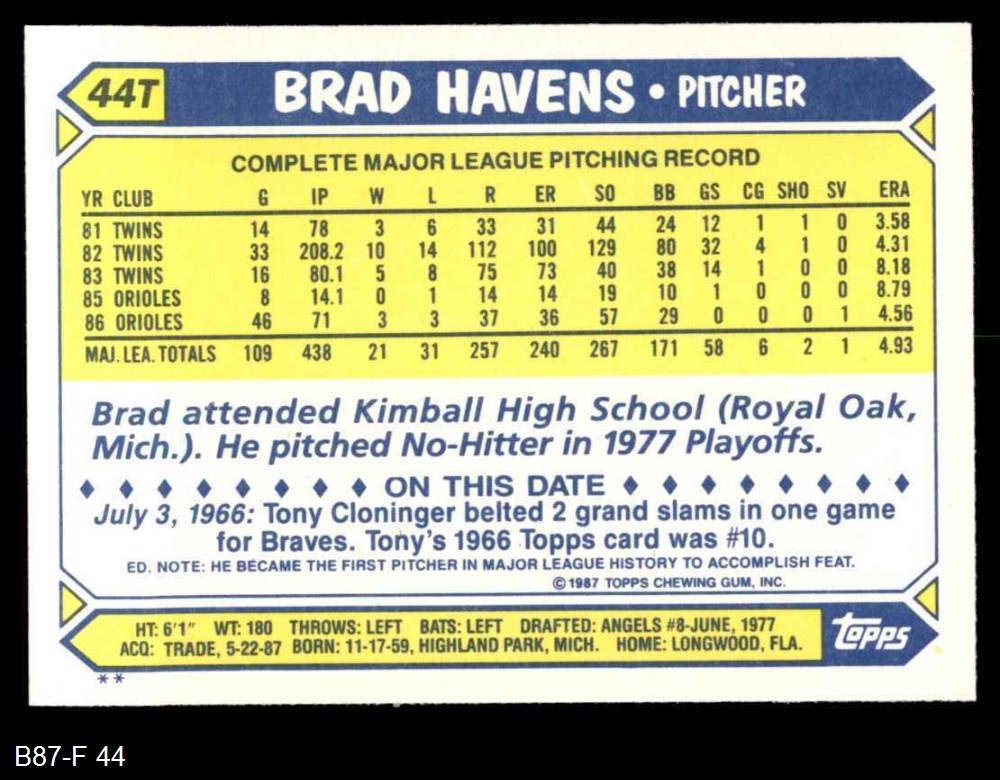 44T BRAD HAVENS • PITCHER
COMPLETE MAJOR LEAGUE PITCHING RECORD
YR CLUB G IP W L R ER SO BB GS CG SHO SV ERA
81 TWINS 14 78 3 6 33 31 44 24 12 1 1 0 3.58
82 TWINS 33 208.2 10 14 112 100 129 80 32 4 1 0 4.31
83 TWINS 16 80.1 5 8 75 73 40 38 14 1 0 0 8.18
85 ORIOLES 8 14.1 0 1 14 14 19 10 1 0 0 0 8.79
86 ORIOLES 46 71 3 3 37 36 57 29 0 0 0 1 4.56
MAJ. LEA. TOTALS 109 438 21 31 257 240 267 171 58 6 2 1 4.93
Brad attended Kimball High School (Royal Oak,
Mich.). He pitched No-Hitter in 1977 Playoffs.
♦ ♦ ♦ ♦ ♦ ♦ ♦ ♦ ON THIS DATE ♦ ♦ ♦ ♦ ♦ ♦ ♦ ♦
July 3, 1966: Tony Cloninger belted 2 grand slams in one game
for Braves. Tony's 1966 Topps card was #10.
ED. NOTE: HE BECAME THE FIRST PITCHER IN MAJOR LEAGUE HISTORY TO ACCOMPLISH FEAT.
© 1987 TOPPS CHEWING GUM, INC.
HT: 6'1" WT: 180 THROWS: LEFT BATS: LEFT DRAFTED: ANGELS #8-JUNE, 1977
ACQ: TRADE, 5-22-87 BORN: 11-17-59, HIGHLAND PARK, MICH. HOME: LONGWOOD, FLA.
topps
**
B87-F 44